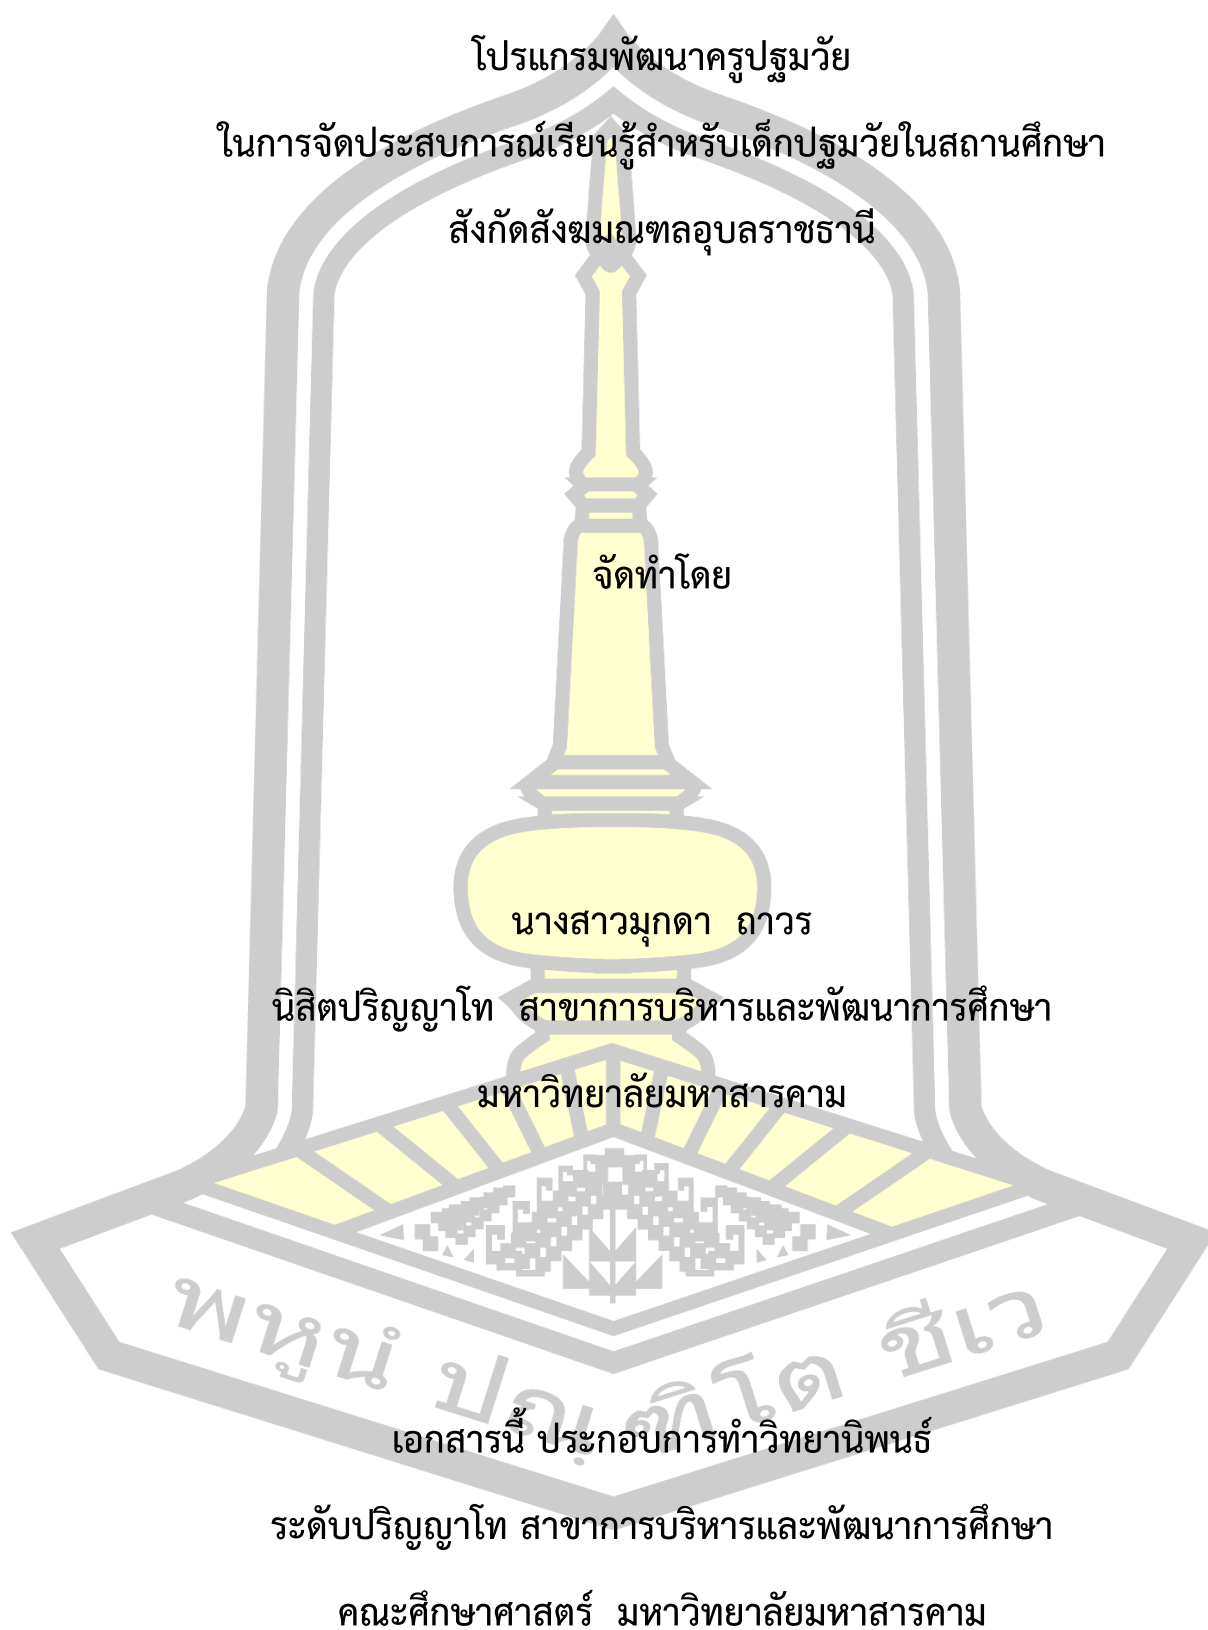 โปรแกรมพัฒนาครูปฐมวัย
ในการจัดประสบการณ์เรียนรู้สำหรับเด็กปฐมวัยในสถานศึกษา
สังกัดสังฆมณฑลอุบลราชธานี
จัดทำโดย
นางสาวมุกดา ถาวร
นิสิตปริญญาโท สาขาการบริหารและพัฒนาการศึกษา
มหาวิทยาลัยมหาสารคาม
พหูนํ ปณฺฑิโต ชีเว
เอกสารนี้ ประกอบการทำวิทยานิพนธ์
ระดับปริญญาโท สาขาการบริหารและพัฒนาการศึกษา
คณะศึกษาศาสตร์ มหาวิทยาลัยมหาสารคาม